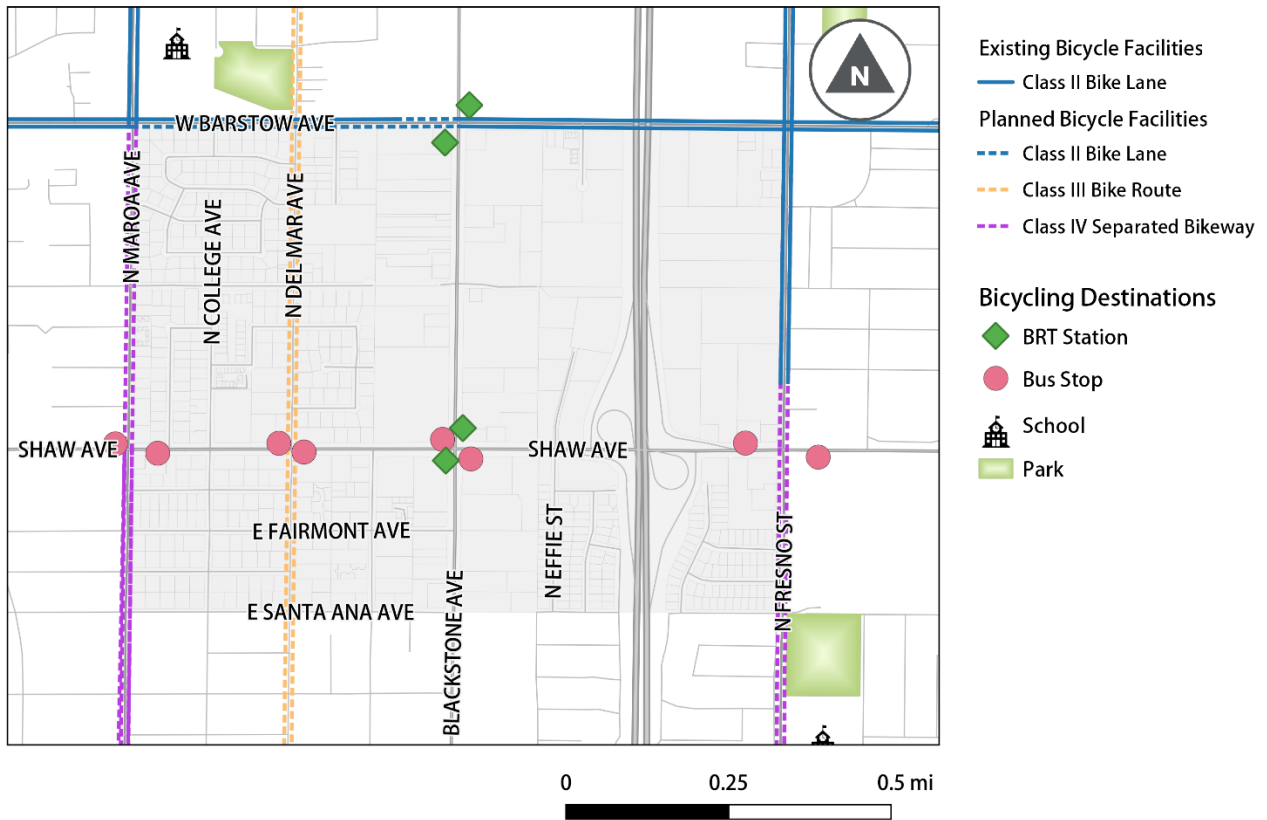 N
W BARSTOW AVE
N MAROA AVE
N COLLEGE AVE
N DEL MAR AVE
SHAW AVE
SHAW AVE
E FAIRMONT AVE
N EFFIE ST
N FRESNO ST
E SANTA ANA AVE
BLACKSTONE AVE
0 0.25 0.5 mi
Existing Bicycle Facilities
Class II Bike Lane
Planned Bicycle Facilities
Class II Bike Lane
Class III Bike Route
Class IV Separated Bikeway
Bicycling Destinations
BRT Station
Bus Stop
School
Park